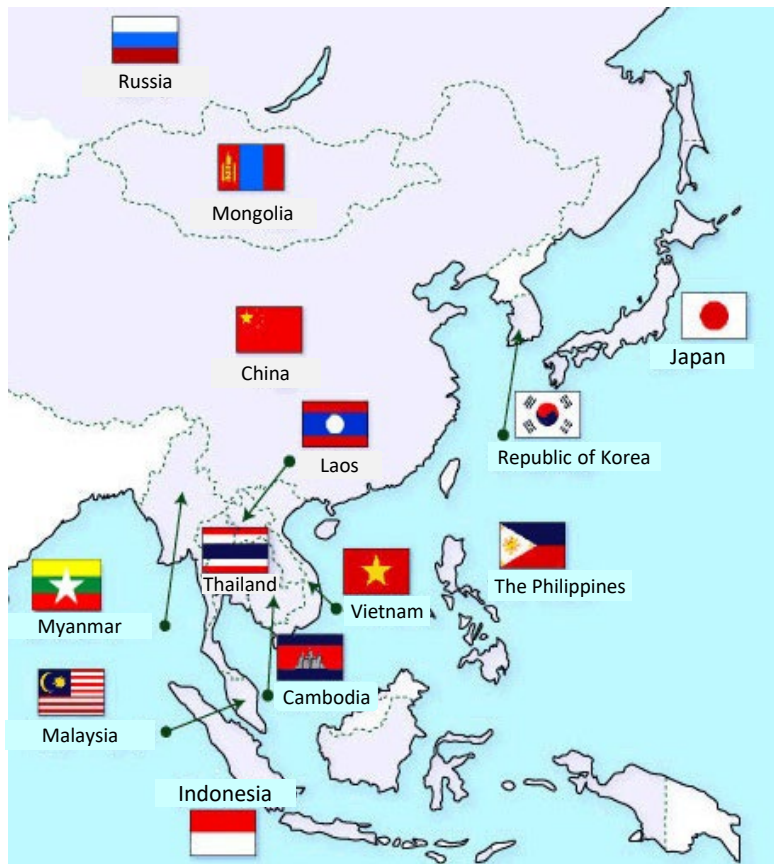 Russia
Mongolia
China
Japan
Laos
Republic of Korea
Thailand
The Philippines
Vietnam
Myanmar
Cambodia
Malaysia
Indonesia